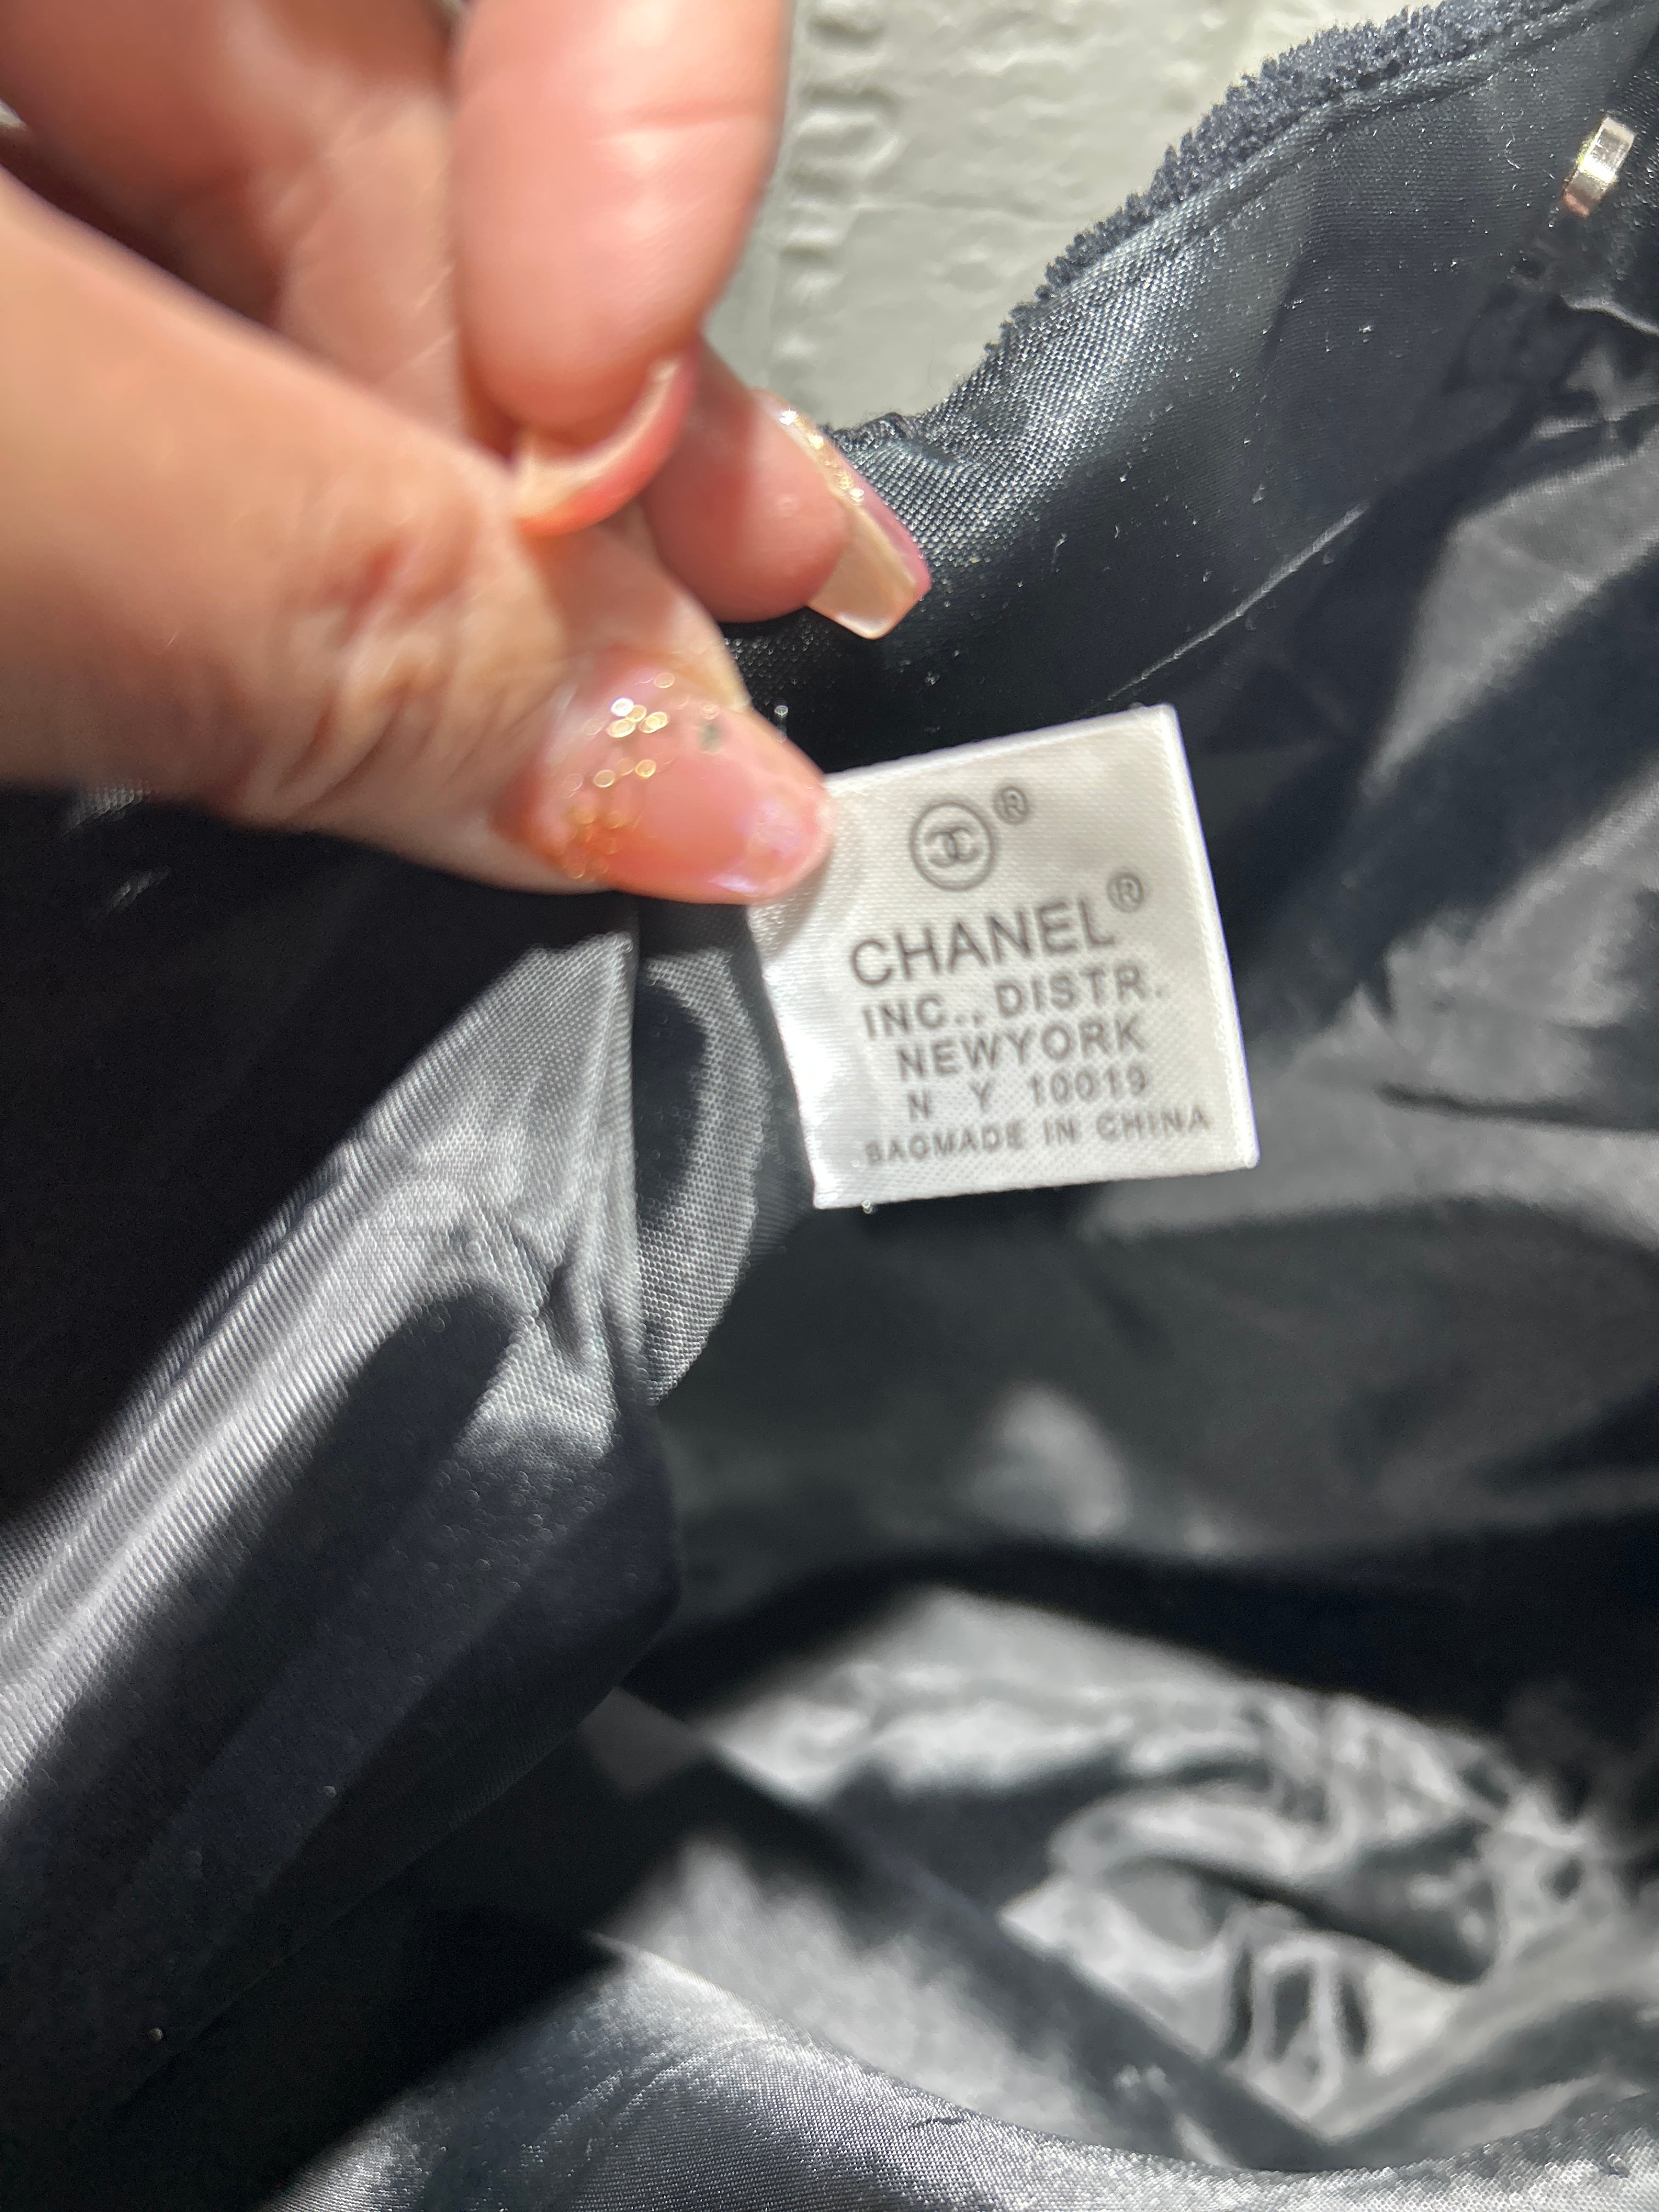 ®
CHANEL®
INC., DISTR.
NEWYORK
N Y 10019
BAGMADE IN CHINA